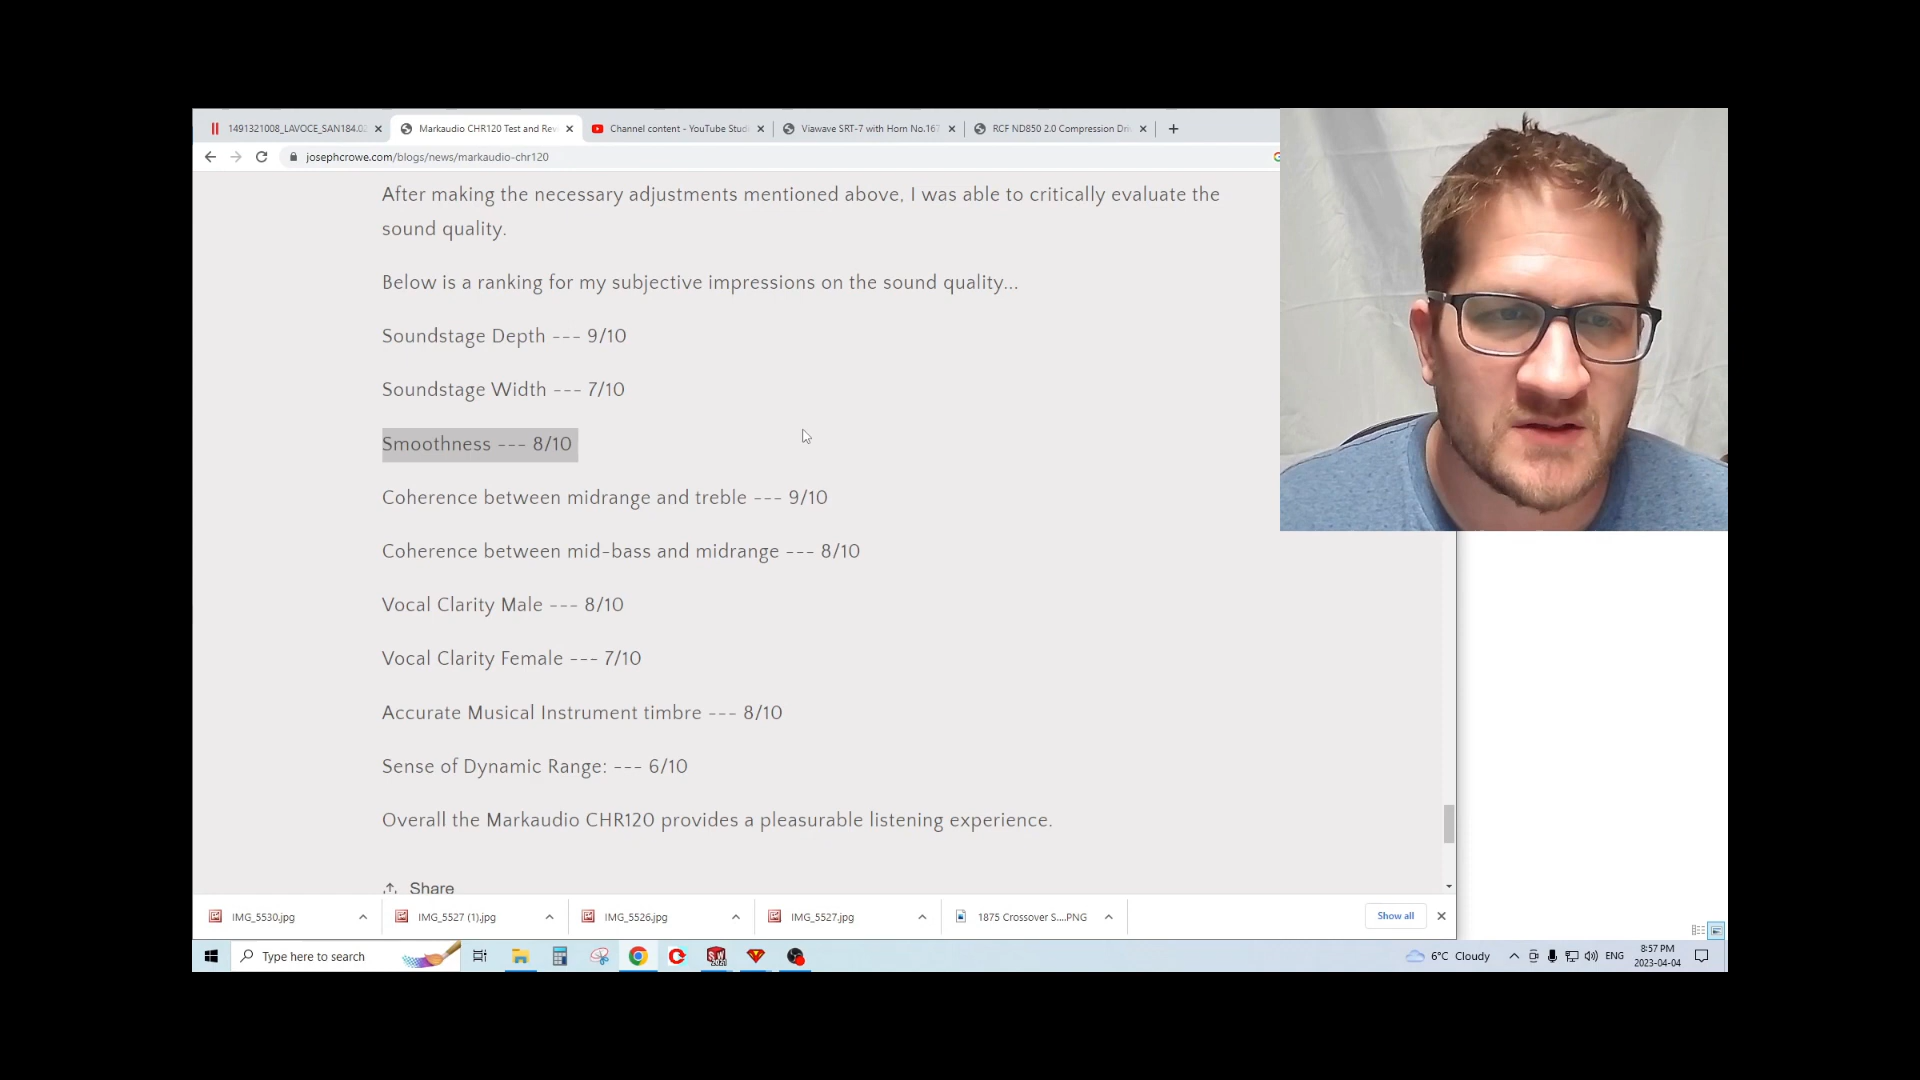 1491321008_LAVOCE_SAN184.02
Markaudio CHR120 Test and Rev
Channel content - YouTube Studi
Viawave SRT-7 with Horn No.167
RCF ND850 2.0 Compression Dri
josephcrowe.com/blogs/news/markaudio-chr120
After making the necessary adjustments mentioned above, I was able to critically evaluate the
sound quality.
Below is a ranking for my subjective impressions on the sound quality...
Soundstage Depth --- 9/10
Soundstage Width --- 7/10
Smoothness --- 8/10
Coherence between midrange and treble --- 9/10
Coherence between mid-bass and midrange --- 8/10
Vocal Clarity Male --- 8/10
Vocal Clarity Female --- 7/10
Accurate Musical Instrument timbre --- 8/10
Sense of Dynamic Range: --- 6/10
Overall the Markaudio CHR120 provides a pleasurable listening experience.
Share
IMG_5530.jpg
IMG_5527 (1).jpg
IMG_5526.jpg
IMG_5527.jpg
1875 Crossover S....PNG
Show all
Type here to search
6°C Cloudy
ENG
8:57 PM
2023-04-04